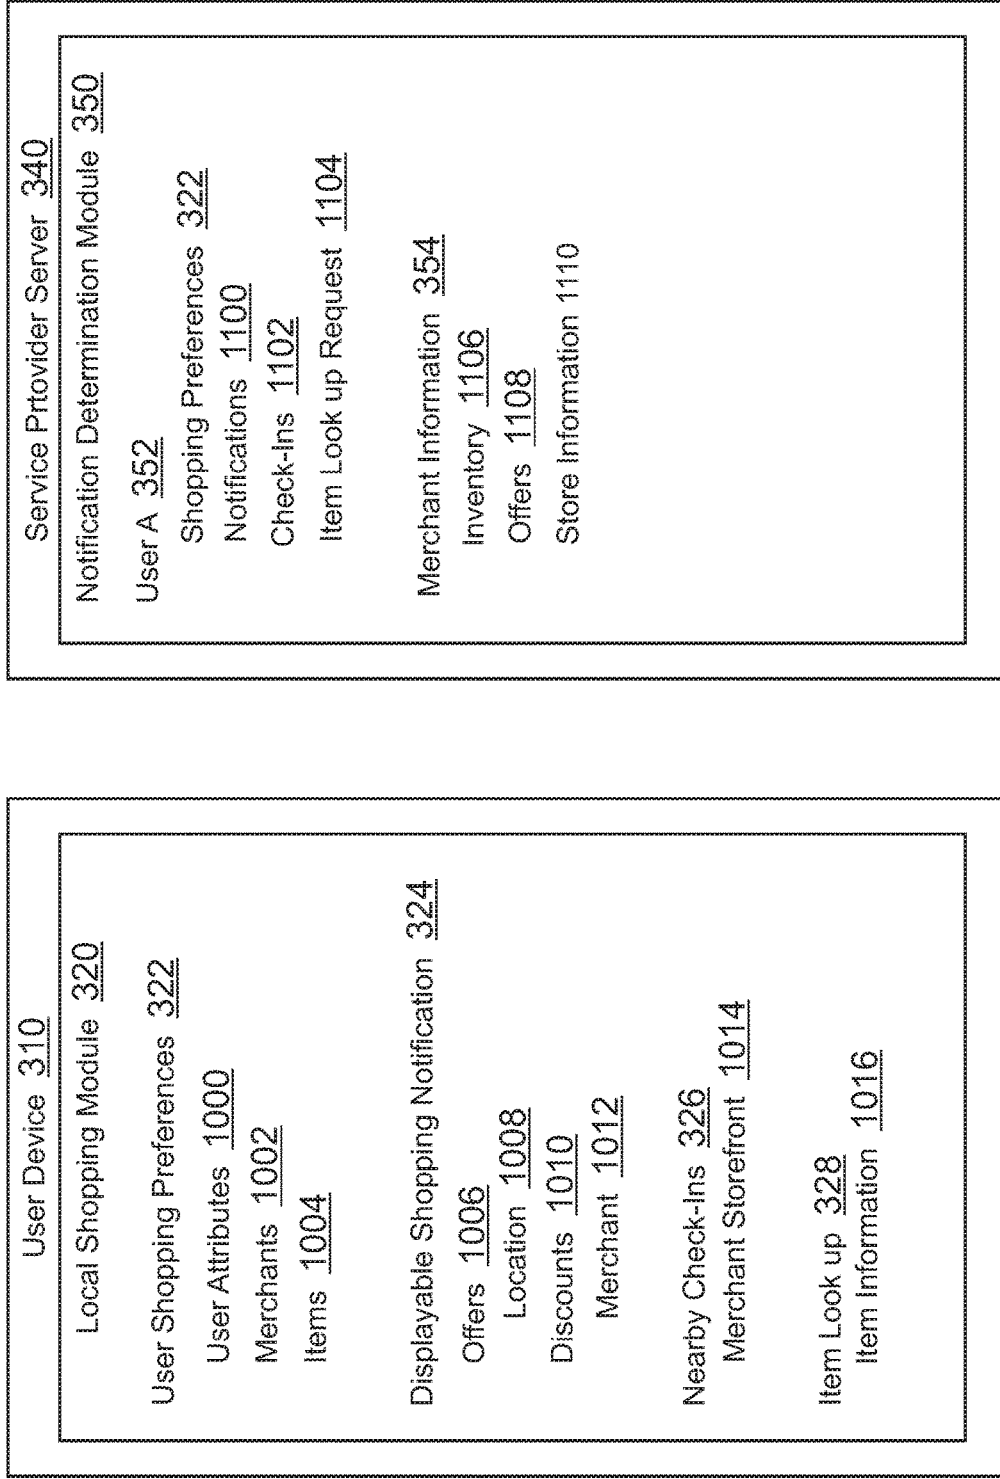 User Device 310
Local Shopping Module 320
User Shopping Preferences 322
User Attributes 1000
Merchants 1002
Items 1004
Displayable Shopping Notification 324
Offers 1006
Location 1008
Discounts 1010
Merchant 1012
Nearby Check-Ins 326
Merchant Storefront 1014
Item Look up 328
Item Information 1016
Service Prtovider Server 340
Notification Determination Module 350
User A 352
Shopping Preferences 322
Notifications 1100
Check-Ins 1102
Item Look up Request 1104
Merchant Information 354
Inventory 1106
Offers 1108
Store Information 1110